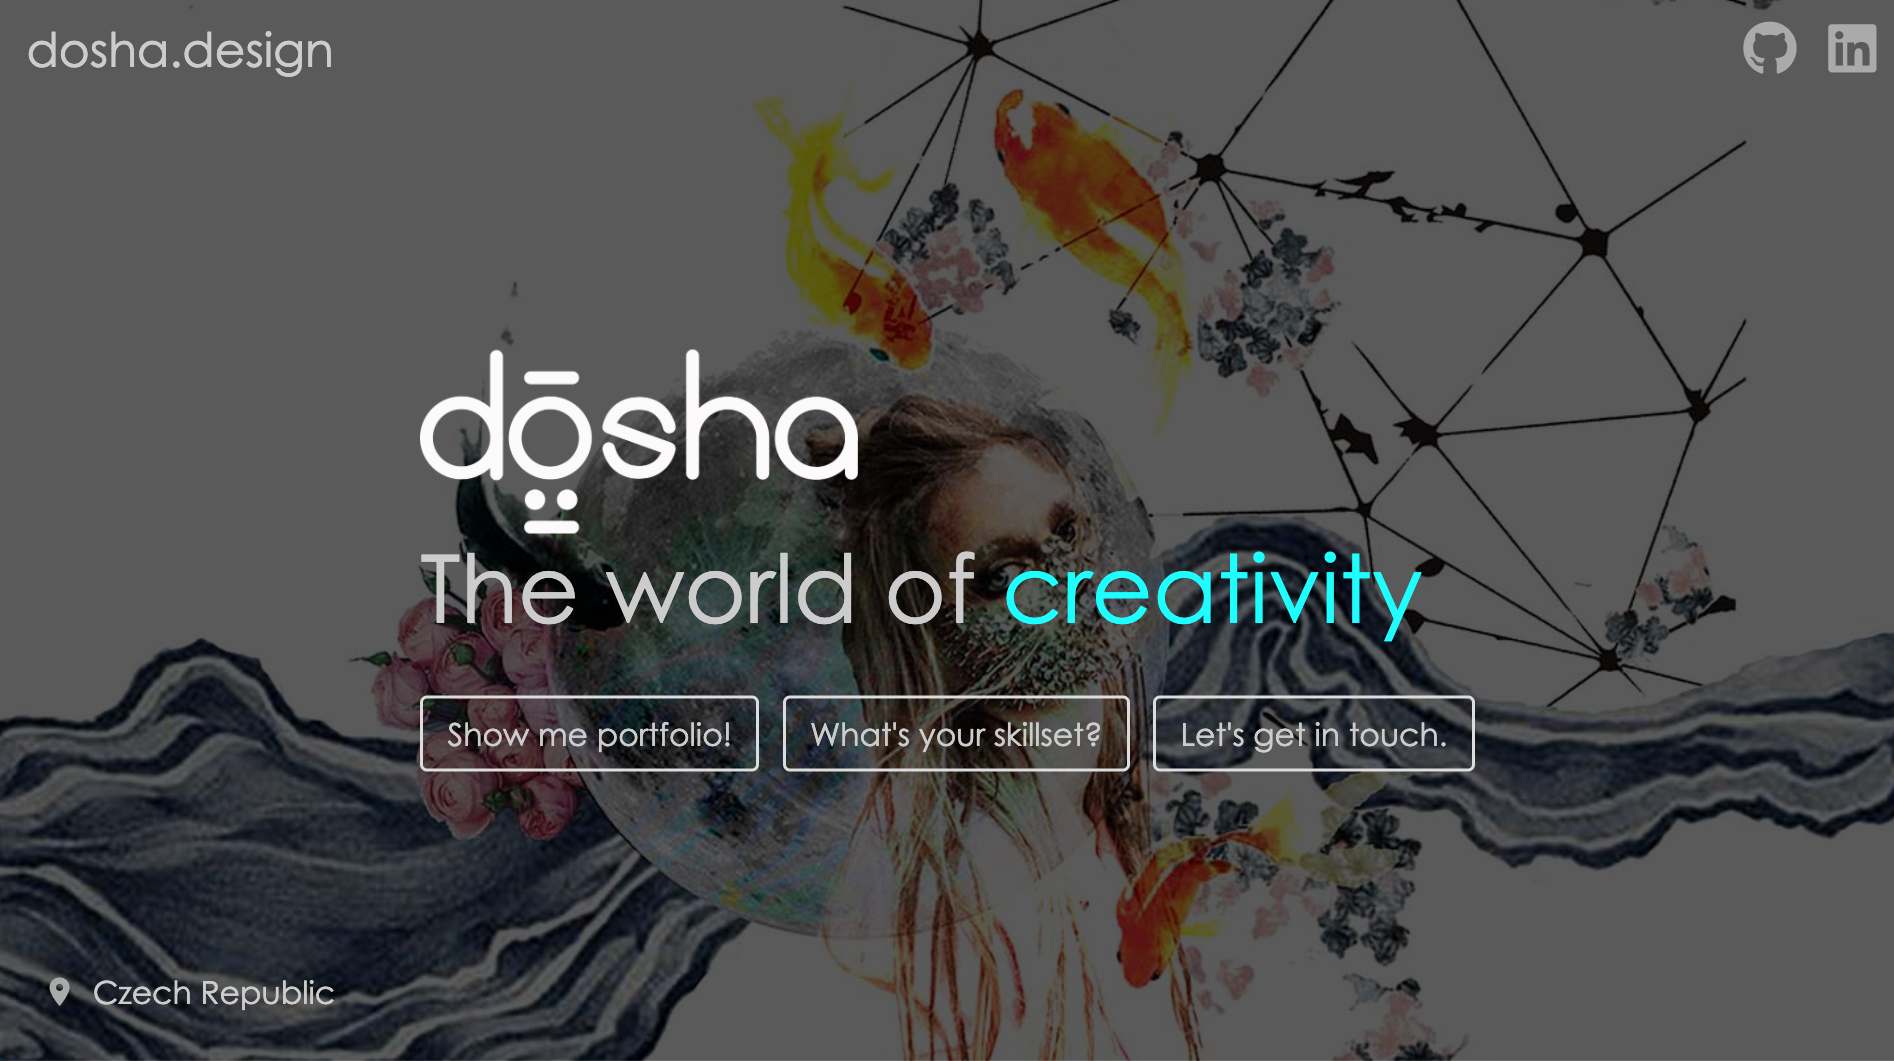 dosha.design
dōsha
The world of creativity
Show me portfolio!
What's your skillset?
Let's get in touch.
Czech Republic